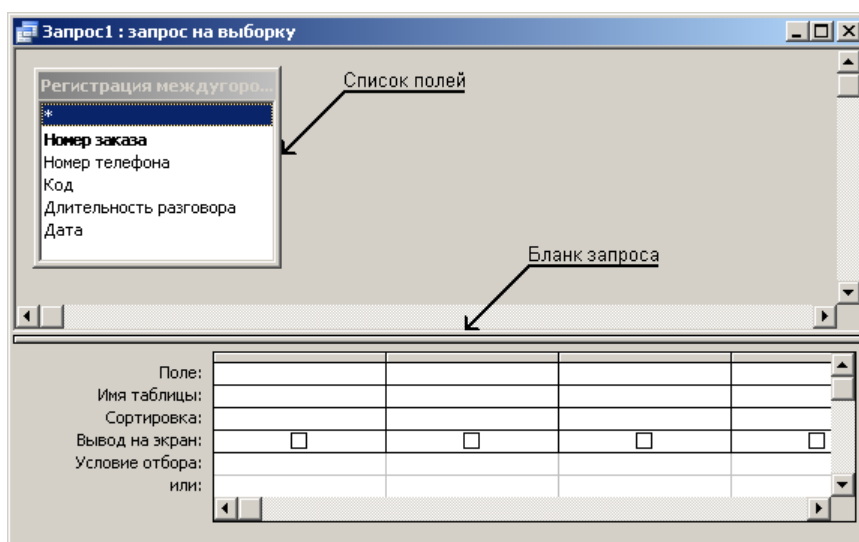 Запрос1 : запрос на выборку
Список полей
Регистрация междугоро...
*
Номер заказа
Номер телефона
Код
Длительность разговора
Дата
Бланк запроса
Поле:
Имя таблицы:
Сортировка:
Вывод на экран:
Условие отбора:
или: